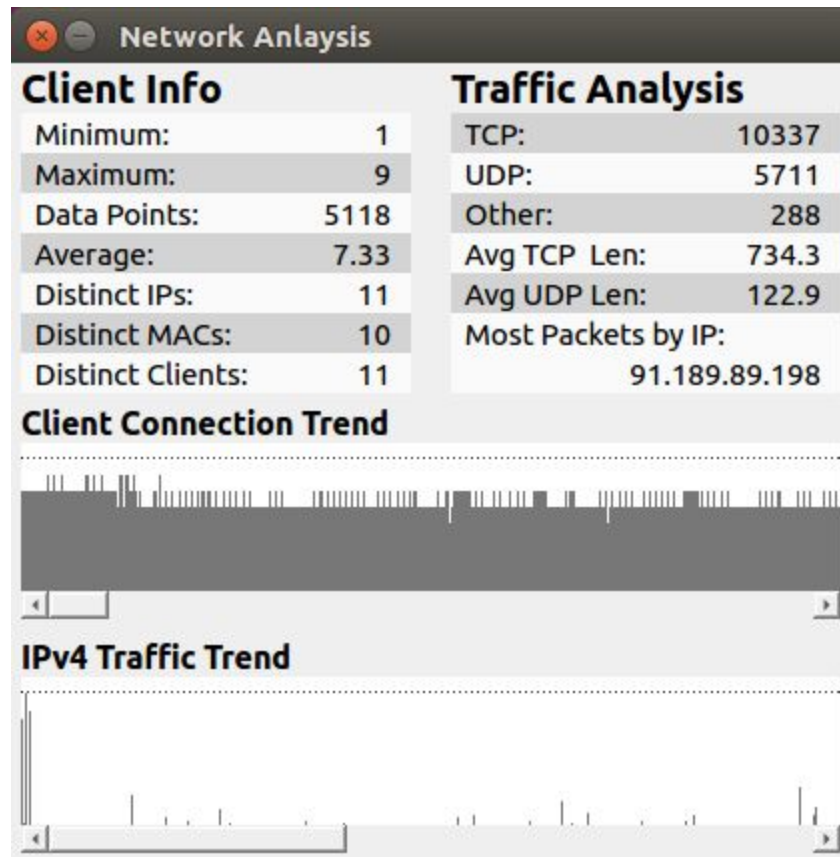 Network Anlaysis
Client Info
Minimum: 1
Maximum: 9
Data Points: 5118
Average: 7.33
Distinct IPs: 11
Distinct MACs: 10
Distinct Clients: 11
Traffic Analysis
TCP: 10337
UDP: 5711
Other: 288
Avg TCP Len: 734.3
Avg UDP Len: 122.9
Most Packets by IP:
91.189.89.198
Client Connection Trend
IPv4 Traffic Trend